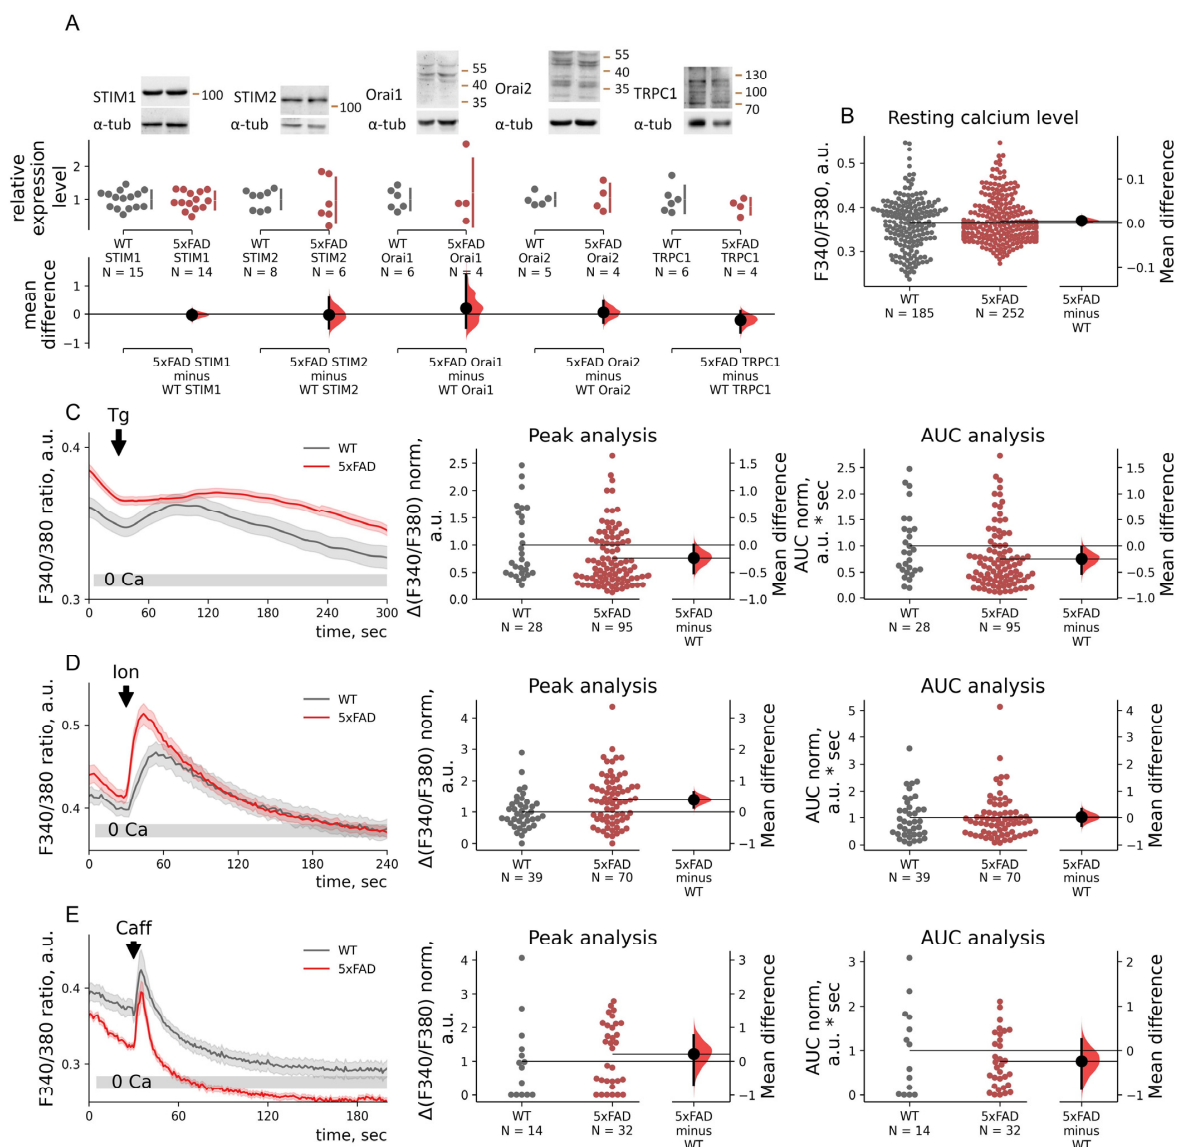 A
STIM1
100
α-tub
STIM2
100
α-tub
Orai1
55
40
35
α-tub
Orai2
55
40
35
α-tub
TRPC1
130
100
70
α-tub
relative
expression
level
2
1
WT
STIM1
N = 15
5xFAD
STIM1
N = 14
WT
STIM2
N = 8
5xFAD
STIM2
N = 6
WT
Orai1
N = 6
5xFAD
Orai1
N = 4
WT
Orai2
N = 5
5xFAD
Orai2
N = 4
WT
TRPC1
N = 6
5xFAD
TRPC1
N = 4
mean
difference
1
0
−1
5xFAD STIM1
minus
WT STIM1
5xFAD STIM2
minus
WT STIM2
5xFAD Orai1
minus
WT Orai1
5xFAD Orai2
minus
WT Orai2
5xFAD TRPC1
minus
WT TRPC1
B
Resting calcium level
F340/F380, a.u.
0.5
0.4
0.3
WT
N = 185
5xFAD
N = 252
5xFAD
minus
WT
0.1
0.0
−0.1
Mean difference
C
Tg
F340/380 ratio, a.u.
0.4
0.3
WT
5xFAD
0 Ca
0
60
120
180
240
300
time, sec
Peak analysis
Δ(F340/F380) norm,
a.u.
2.5
2.0
1.5
1.0
0.5
0.0
WT
N = 28
5xFAD
N = 95
5xFAD
minus
WT
1.5
1.0
0.5
0.0
−0.5
−1.0
Mean difference
AUC analysis
AUC norm,
a.u. * sec
2.5
2.0
1.5
1.0
0.5
0.0
WT
N = 28
5xFAD
N = 95
5xFAD
minus
WT
1.5
1.0
0.5
0.0
−0.5
−1.0
Mean difference
D
Ion
F340/380 ratio, a.u.
0.5
0.4
WT
5xFAD
0 Ca
0
60
120
180
240
time, sec
Peak analysis
Δ(F340/F380) norm,
a.u.
4
3
2
1
0
WT
N = 39
5xFAD
N = 70
5xFAD
minus
WT
3
2
1
0
−1
Mean difference
AUC analysis
AUC norm,
a.u. * sec
5
4
3
2
1
0
WT
N = 39
5xFAD
N = 70
5xFAD
minus
WT
4
3
2
1
0
−1
Mean difference
E
Caff
F340/380 ratio, a.u.
0.4
0.3
WT
5xFAD
0 Ca
0
60
120
180
time, sec
Peak analysis
Δ(F340/F380) norm,
a.u.
4
3
2
1
0
WT
N = 14
5xFAD
N = 32
5xFAD
minus
WT
3
2
1
0
−1
Mean difference
AUC analysis
AUC norm,
a.u. * sec
3
2
1
0
WT
N = 14
5xFAD
N = 32
5xFAD
minus
WT
2
1
0
−1
Mean difference